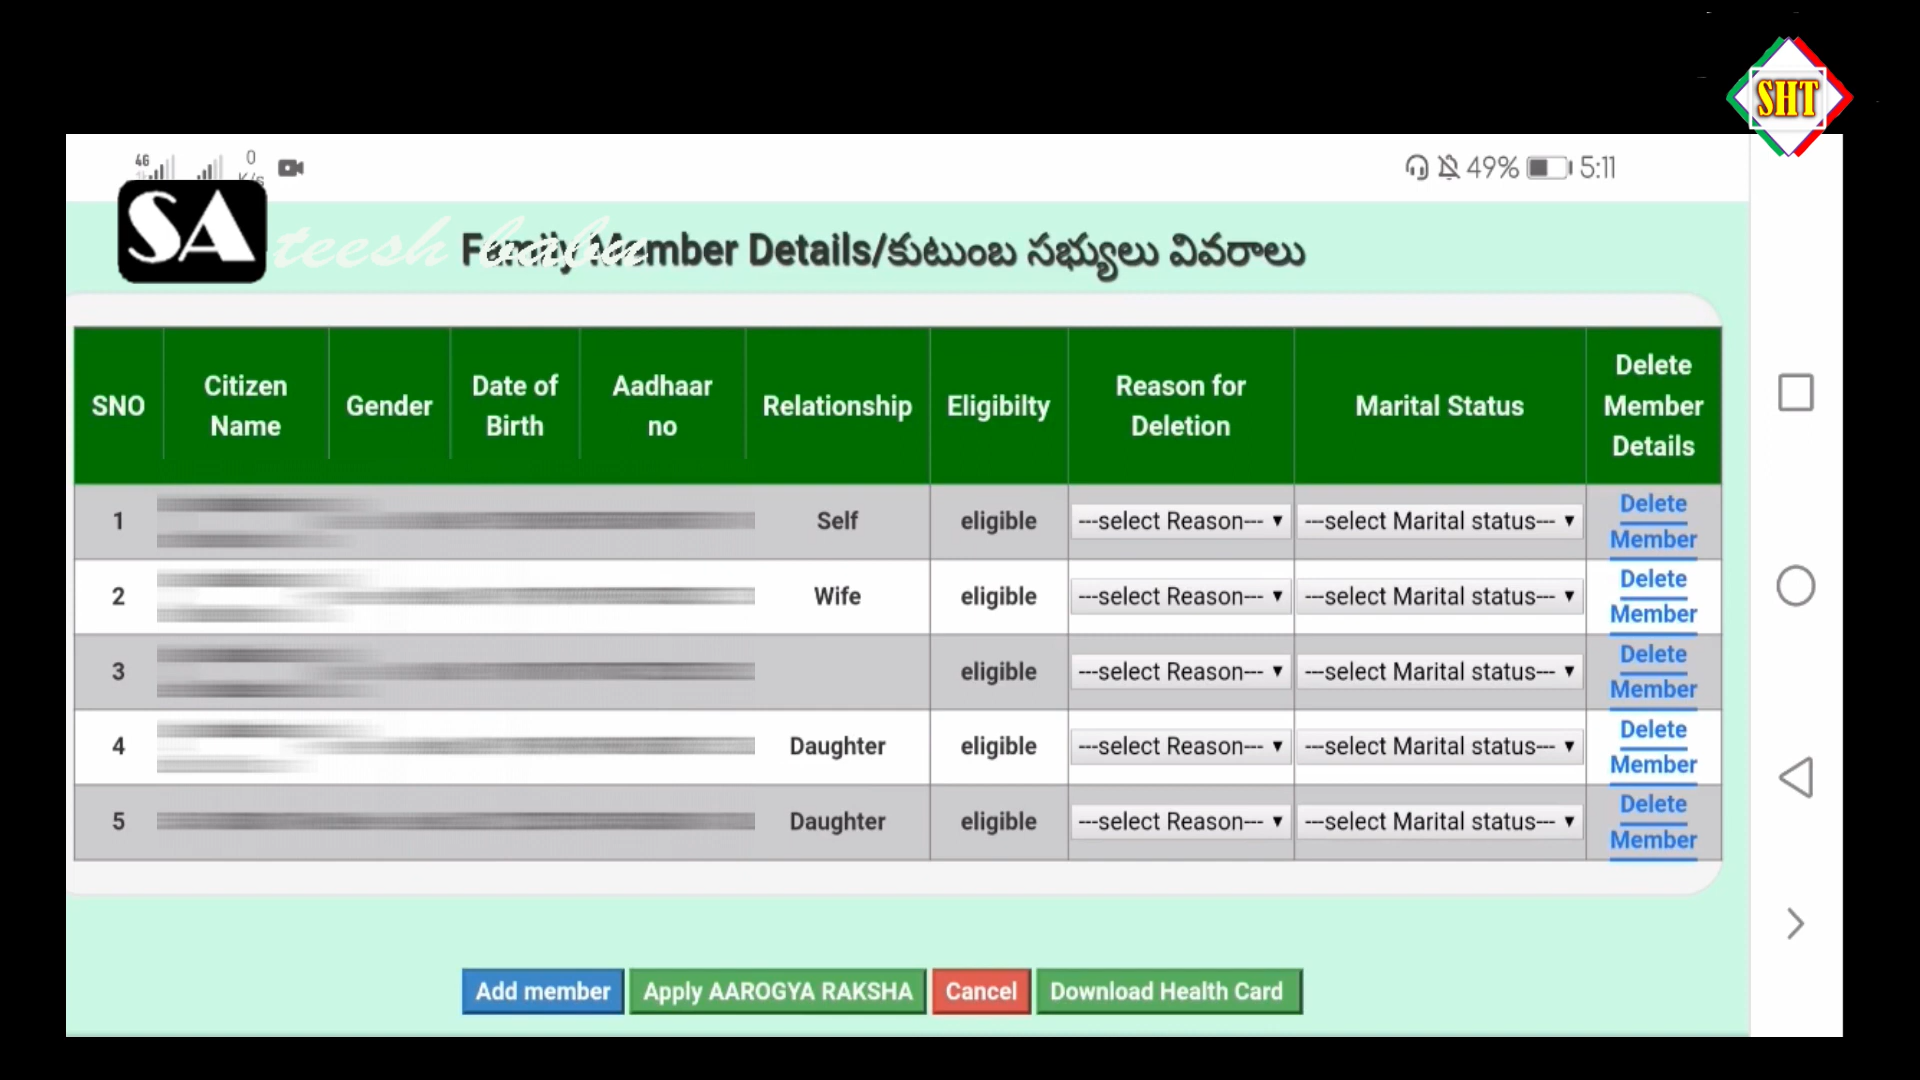 SHT
4G
0
K/s
49%
5:11
SA
teesh babu
Family Member Details/కుటుంబ సభ్యులు వివరాలు
SNO Citizen Name Gender Date of Birth Aadhaar no Relationship Eligibilty Reason for Deletion Marital Status Delete Member Details
1 Self eligible ---select Reason--- ---select Marital status--- Delete Member
2 Wife eligible ---select Reason--- ---select Marital status--- Delete Member
3 eligible ---select Reason--- ---select Marital status--- Delete Member
4 Daughter eligible ---select Reason--- ---select Marital status--- Delete Member
5 Daughter eligible ---select Reason--- ---select Marital status--- Delete Member
Add member Apply AAROGYA RAKSHA Cancel Download Health Card